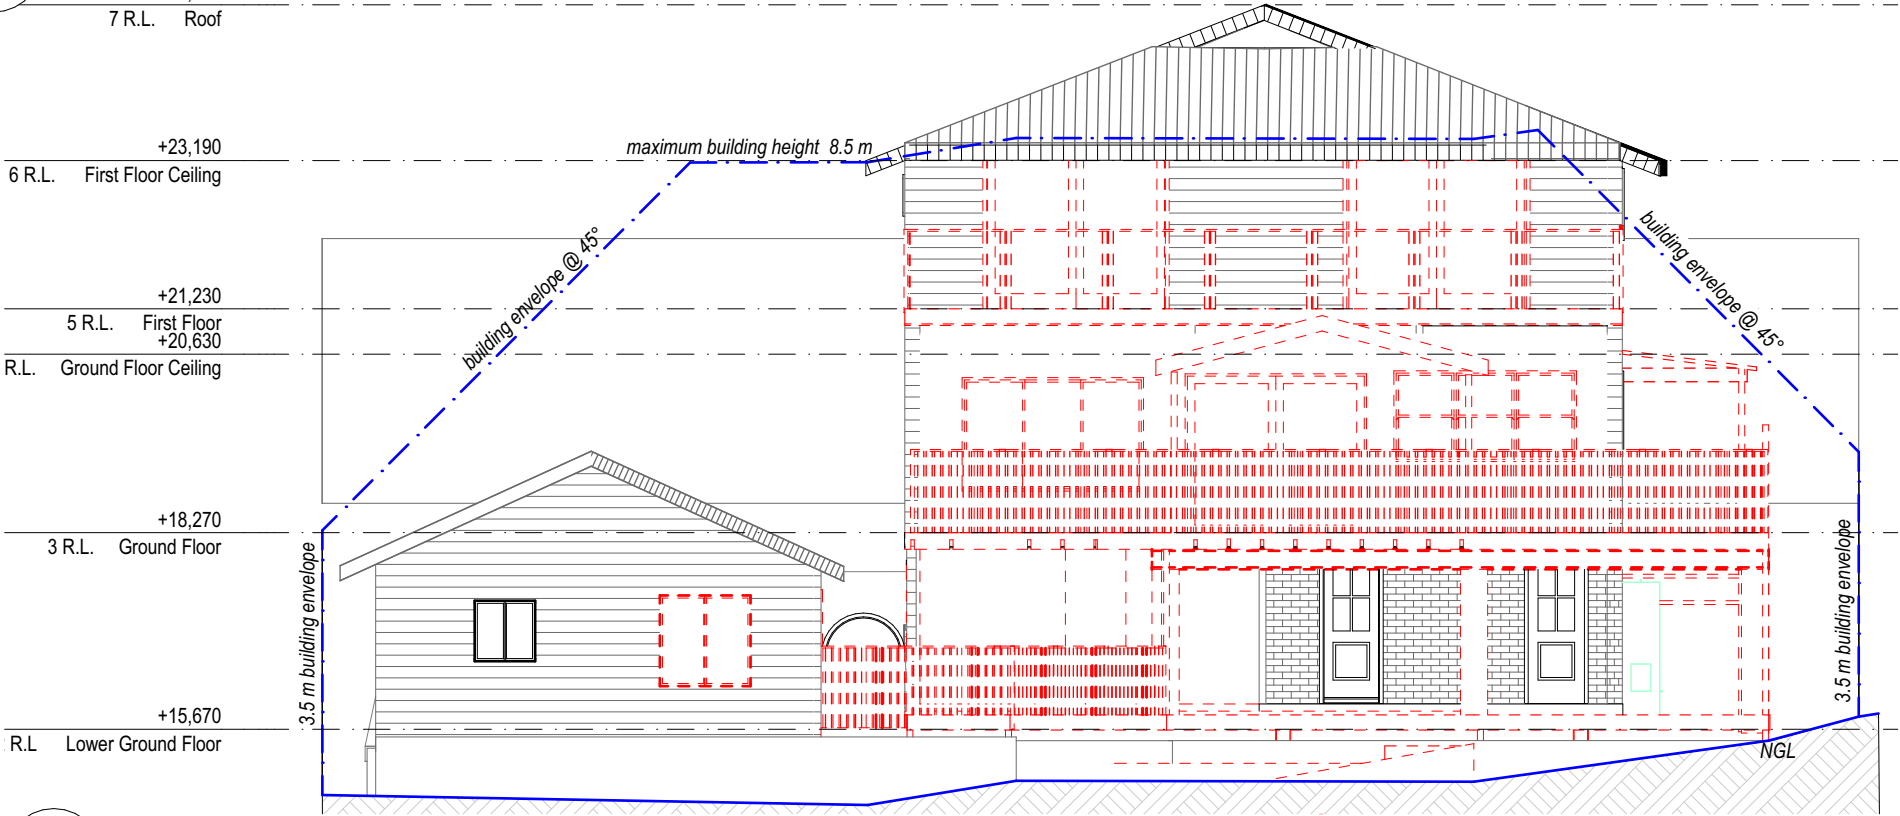 7 R.L. Roof
maximum building height 8.5 m
+23,190
6 R.L. First Floor Ceiling
building envelope @ 45°
building envelope @ 45°
+21,230
5 R.L. First Floor
+20,630
R.L. Ground Floor Ceiling
+18,270
3 R.L. Ground Floor
3.5 m building envelope
3.5 m building envelope
+15,670
R.L Lower Ground Floor
NGL